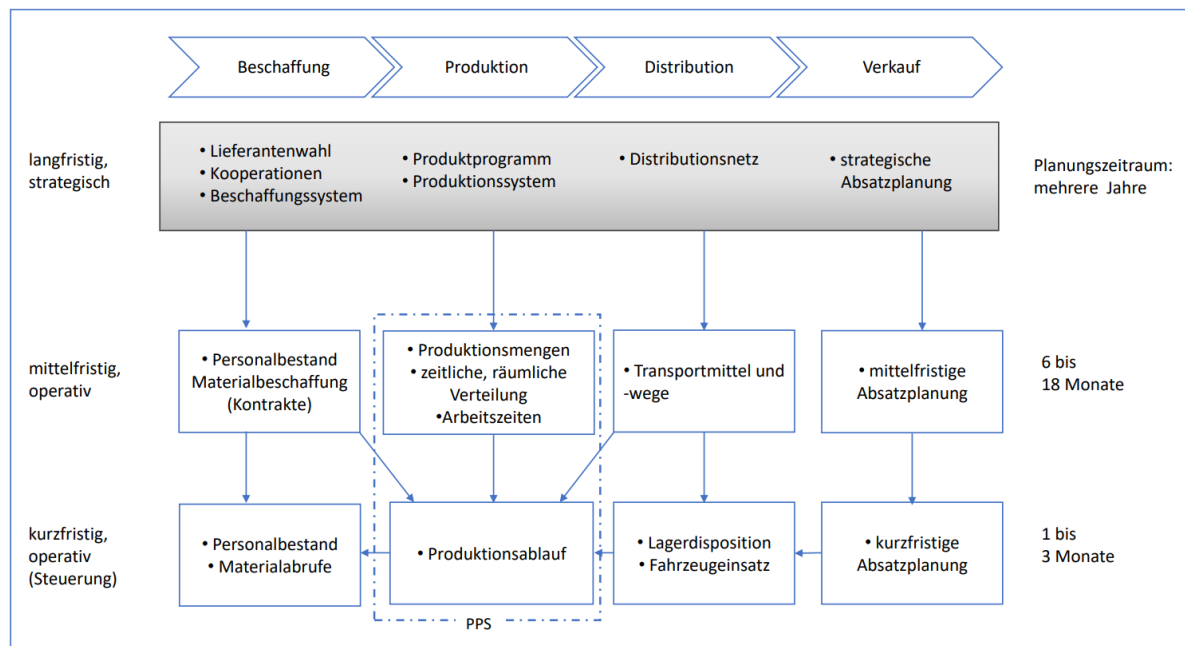 Beschaffung
Produktion
Distribution
Verkauf
langfristig,
strategisch
• Lieferantenwahl
• Kooperationen
• Beschaffungssystem
• Produktprogramm
• Produktionssystem
• Distributionsnetz
• strategische
Absatzplanung
Planungszeitraum:
mehrere Jahre
mittelfristig,
operativ
• Personalbestand
Materialbeschaffung
(Kontrakte)
• Produktionsmengen
• zeitliche, räumliche
Verteilung
•Arbeitszeiten
• Transportmittel und
-wege
• mittelfristige
Absatzplanung
6 bis
18 Monate
kurzfristig,
operativ
(Steuerung)
• Personalbestand
• Materialabrufe
• Produktionsablauf
• Lagerdisposition
• Fahrzeugeinsatz
• kurzfristige
Absatzplanung
1 bis
3 Monate
PPS